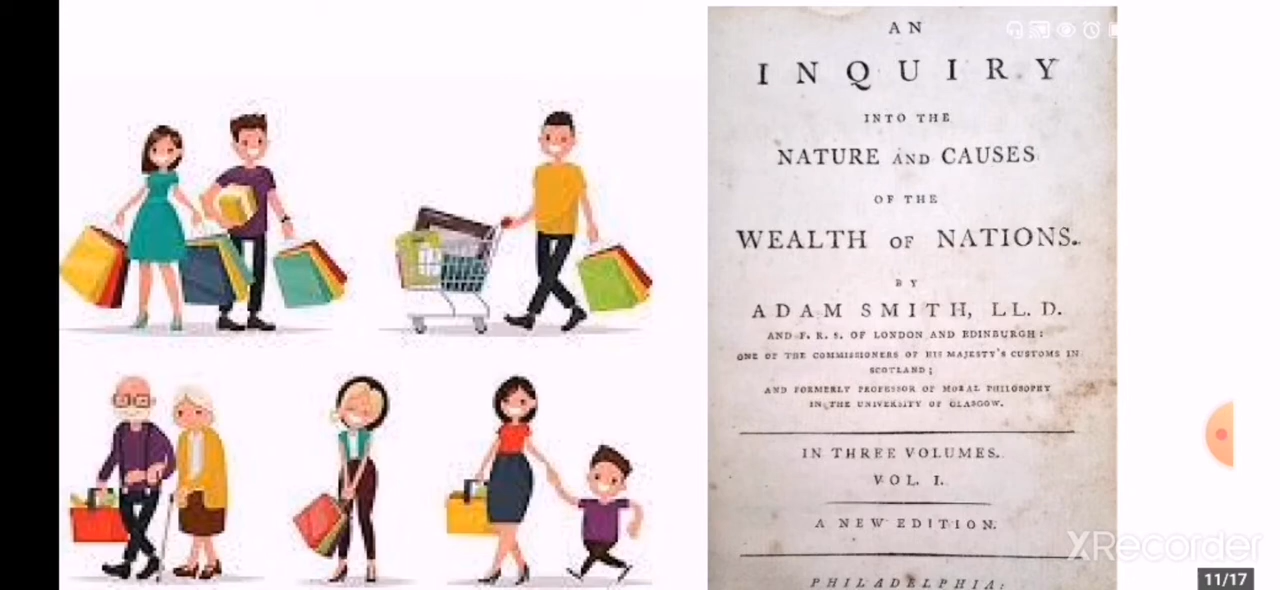 AN
INQUIRY
INTO THE
NATURE AND CAUSES
OF THE
WEALTH OF NATIONS.
BY
ADAM SMITH, LL. D.
AND F. R. S. OF LONDON AND EDINBURGH:
ONE OF THE COMMISSIONERS OF HIS MAJESTY'S CUSTOMS IN
SCOTLAND;
AND FORMERLY PROFESSOR OF MORAL PHILOSOPHY
IN THE UNIVERSITY OF GLASGOW.
IN THREE VOLUMES.
VOL. I.
A NEW EDITION.
PHILADELPHIA:
XRecorder
11/17